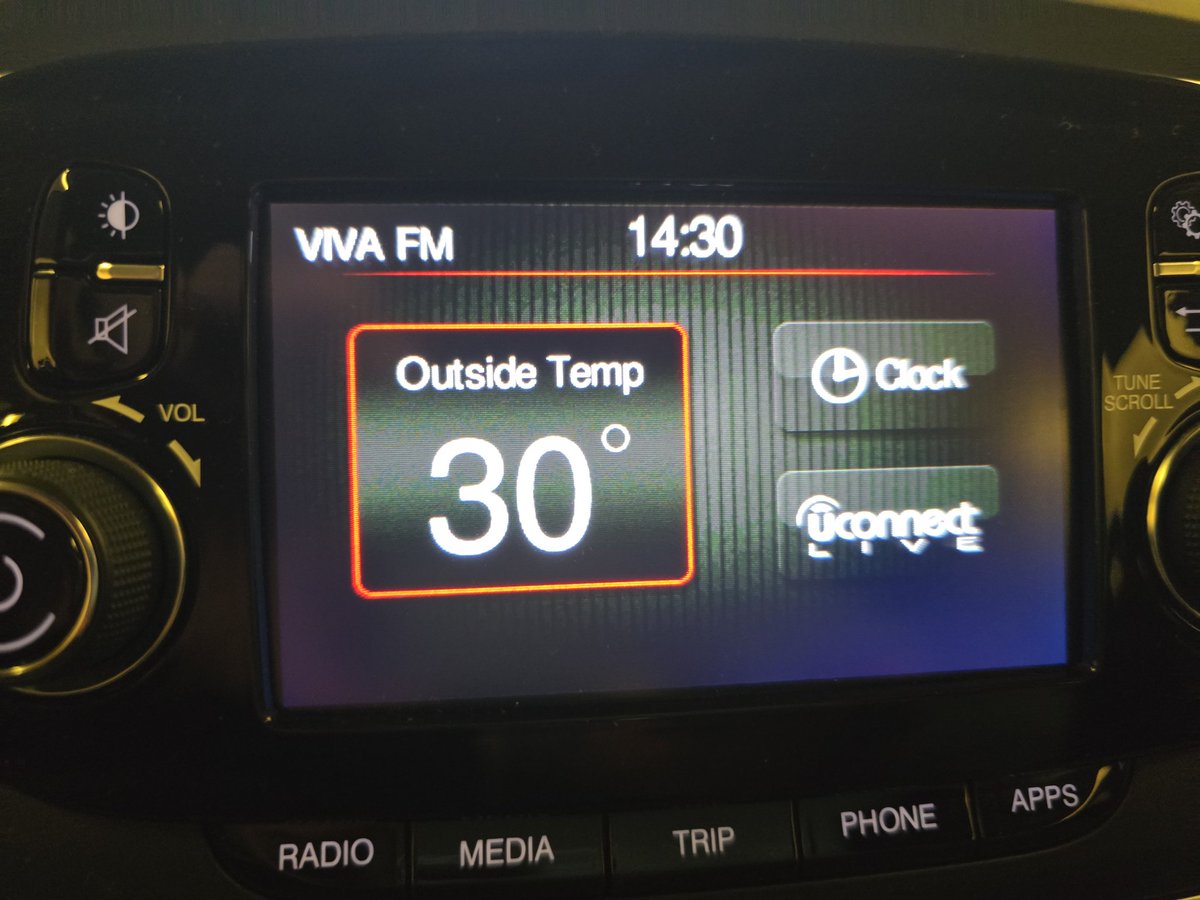 VIVA FM 14:30
Outside Temp
30°
Clock
uconnect
LIVE
VOL
TUNE
SCROLL
RADIO MEDIA TRIP PHONE APPS